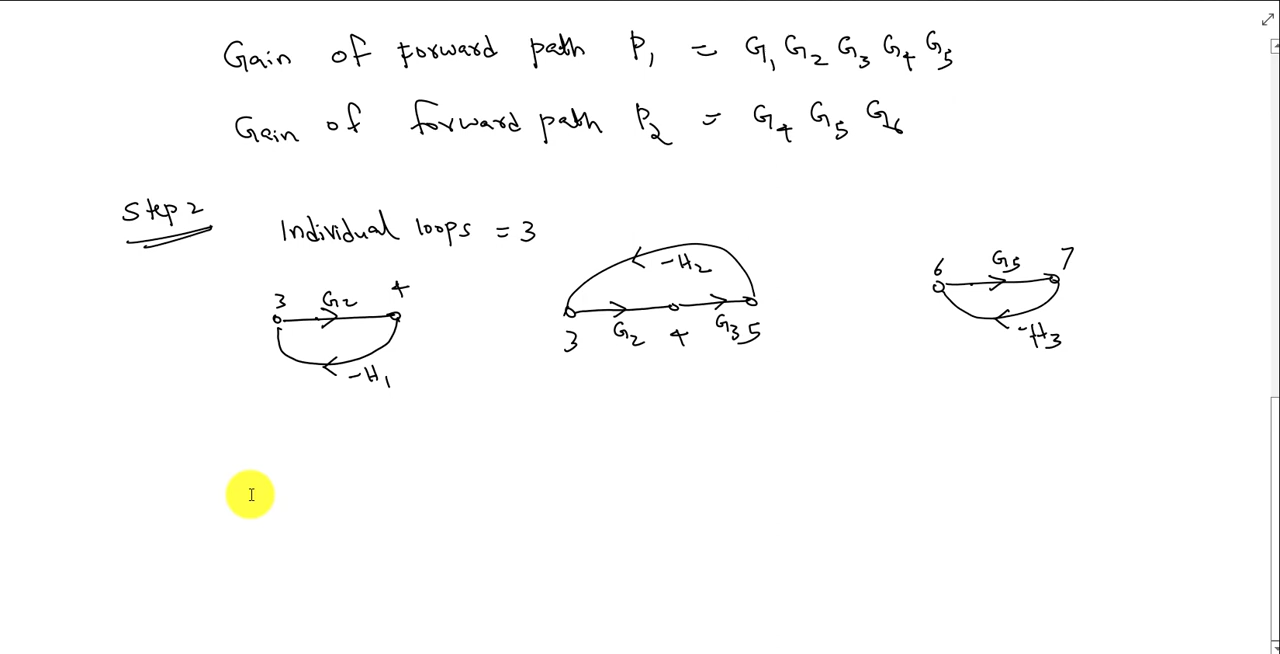 Gain of forward path P₁ = G₁ G₂ G₃ G₄ G₅
Gain of forward path P₂ = G₄ G₅ G₆
Step 2
Individual loops = 3
3 G₂ 4
-H₁
-H₂
3 G₂ 4 G₃ 5
6 G₅ 7
-H₃